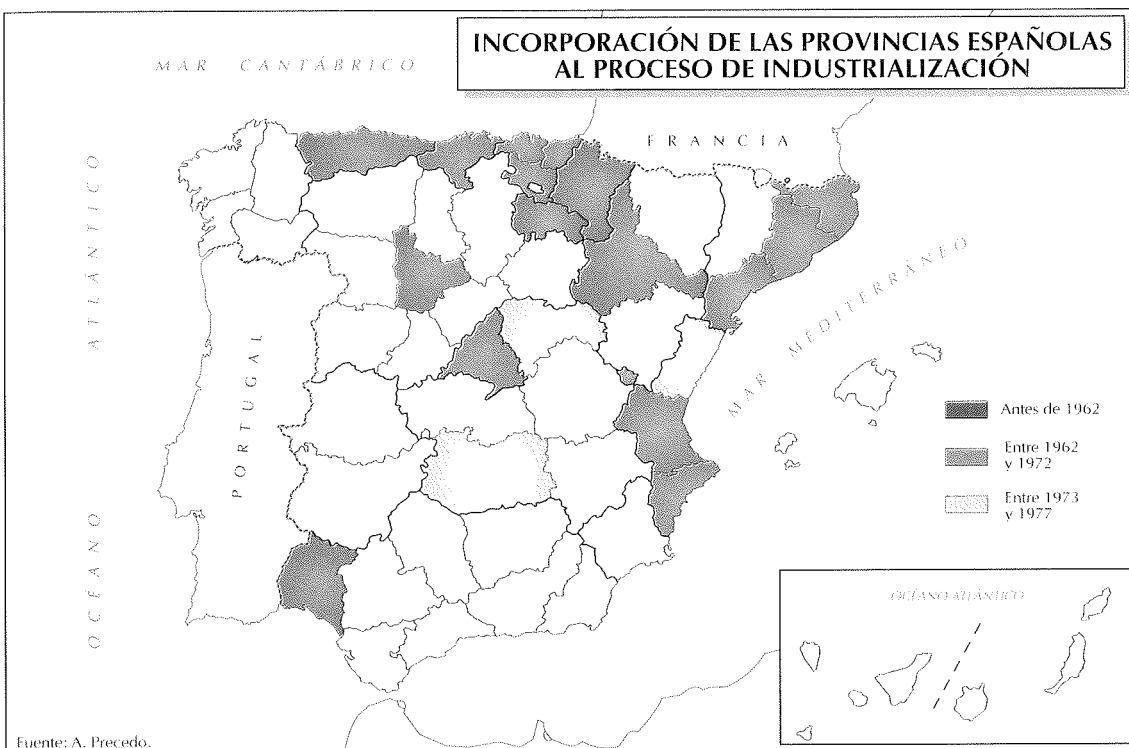 INCORPORACIÓN DE LAS PROVINCIAS ESPAÑOLAS
AL PROCESO DE INDUSTRIALIZACIÓN
MAR CANTÁBRICO
FRANCIA
OCÉANO ATLÁNTICO
PORTUGAL
MAR MEDITERRÁNEO
Antes de 1962
Entre 1962
y 1972
Entre 1973
y 1977
OCÉANO ATLÁNTICO
Fuente: A. Precedo.